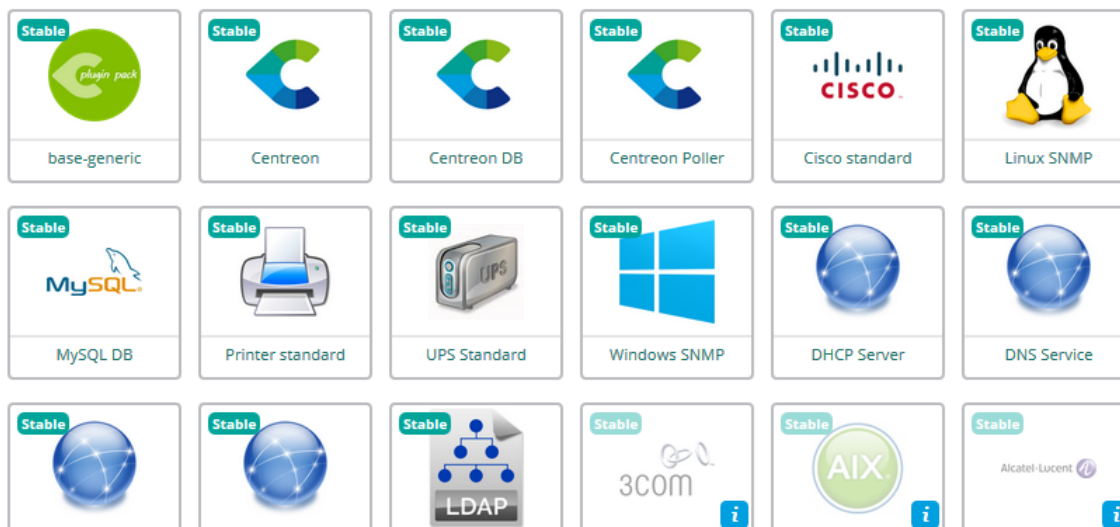 Stable
plugin pack
base-generic
Stable
Centreon
Stable
Centreon DB
Stable
Centreon Poller
Stable
CISCO
Cisco standard
Stable
Linux SNMP
Stable
MySQL
MySQL DB
Stable
Printer standard
Stable
UPS
UPS Standard
Stable
Windows SNMP
Stable
DHCP Server
Stable
DNS Service
Stable
Stable
Stable
LDAP
Stable
3COM
i
Stable
AIX
i
Stable
Alcatel-Lucent
i